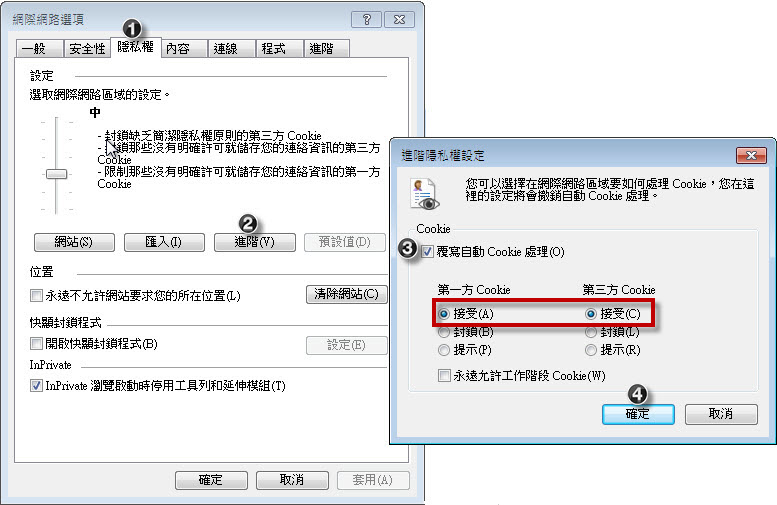 網際網路選項
1
一般 安全性 隱私權 內容 連線 程式 進階
設定
選取網際網路區域的設定。
中
- 封鎖缺乏簡潔隱私權原則的第三方 Cookie
- 封鎖那些沒有明確許可就儲存您的連絡資訊的第三方
Cookie
- 限制那些沒有明確許可就儲存您的連絡資訊的第一方
Cookie
2
網站(S) 匯入(I) 進階(V) 預設值(D)
位置
永遠不允許網站要求您的所在位置(L) 清除網站(C)
快顯封鎖程式
開啟快顯封鎖程式(B) 設定(E)
InPrivate
InPrivate 瀏覽啟動時停用工具列和延伸模組(T)
確定 取消 套用(A)
進階隱私權設定
您可以選擇在網際網路區域要如何處理 Cookie，您在這
裡的設定將會撤銷自動 Cookie 處理。
Cookie
3
覆寫自動 Cookie 處理(O)
第一方 Cookie 第三方 Cookie
接受(A) 接受(C)
封鎖(B) 封鎖(L)
提示(P) 提示(R)
永遠允許工作階段 Cookie(W)
4
確定 取消